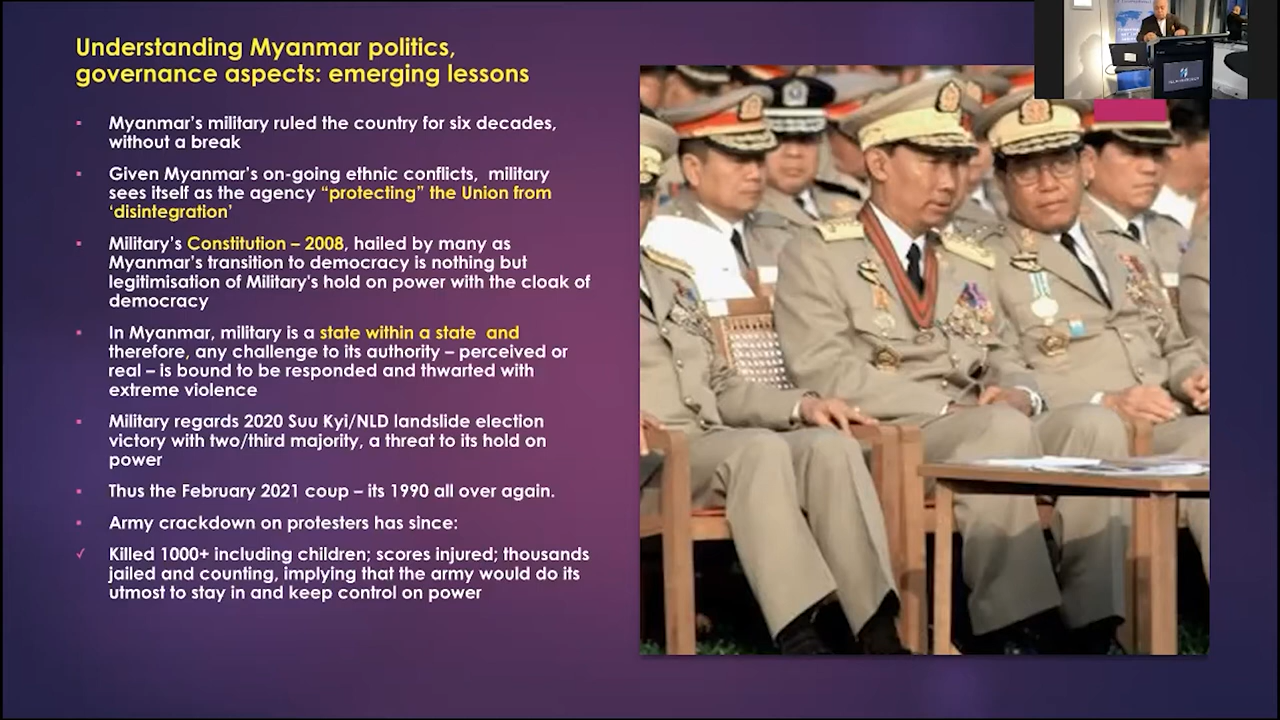 Understanding Myanmar politics,
governance aspects: emerging lessons
Myanmar's military ruled the country for six decades,
without a break
Given Myanmar's on-going ethnic conflicts, military
sees itself as the agency "protecting" the Union from
'disintegration'
Military's Constitution – 2008, hailed by many as
Myanmar's transition to democracy is nothing but
legitimisation of Military's hold on power with the cloak of
democracy
In Myanmar, military is a state within a state and
therefore, any challenge to its authority – perceived or
real – is bound to be responded and thwarted with
extreme violence
Military regards 2020 Suu Kyi/NLD landslide election
victory with two/third majority, a threat to its hold on
power
Thus the February 2021 coup – its 1990 all over again.
Army crackdown on protesters has since:
Killed 1000+ including children; scores injured; thousands
jailed and counting, implying that the army would do its
utmost to stay in and keep control on power